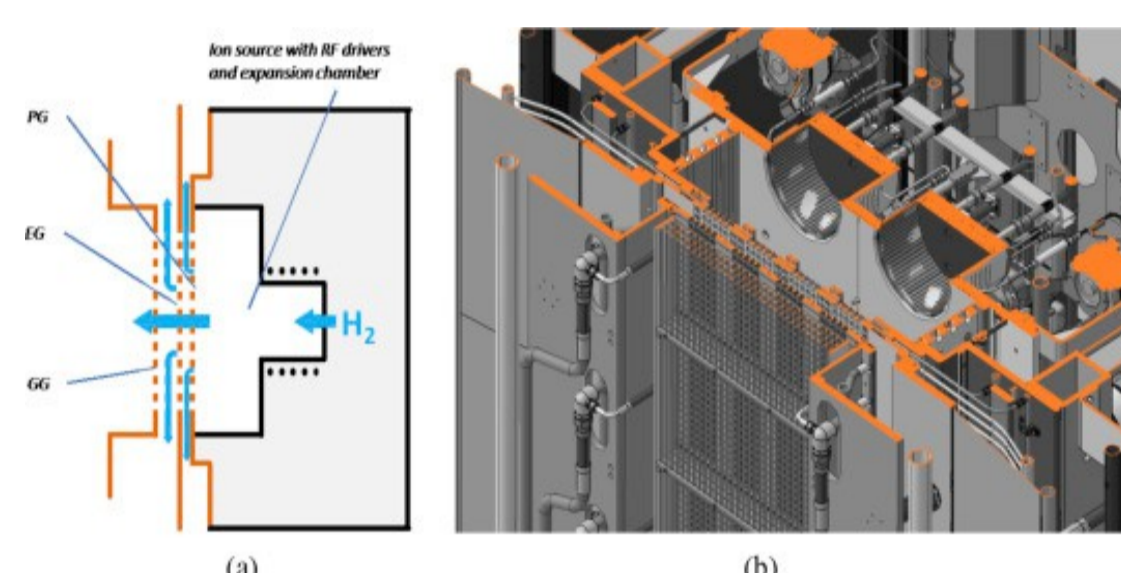 Ion source with RF drivers
and expansion chamber
PG
EG
H2
GG
(a)
(b)